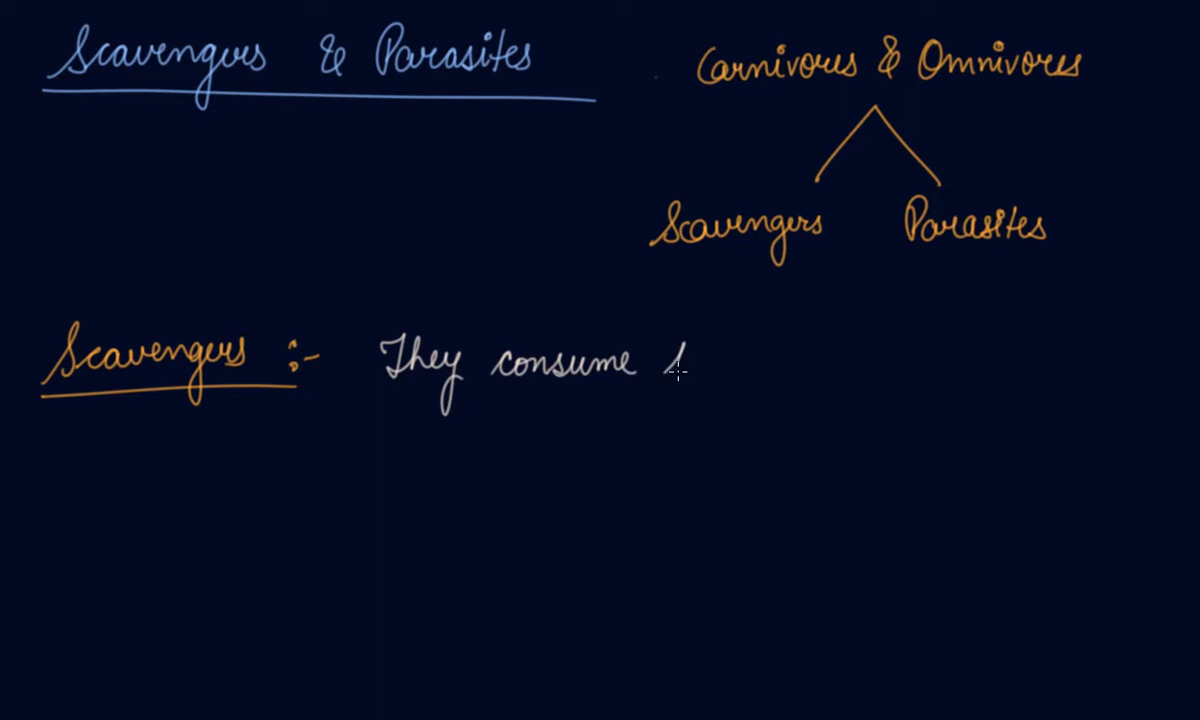 Scavengers & Parasites
Carnivores & Omnivores
Scavengers Parasites
Scavengers :- They consume